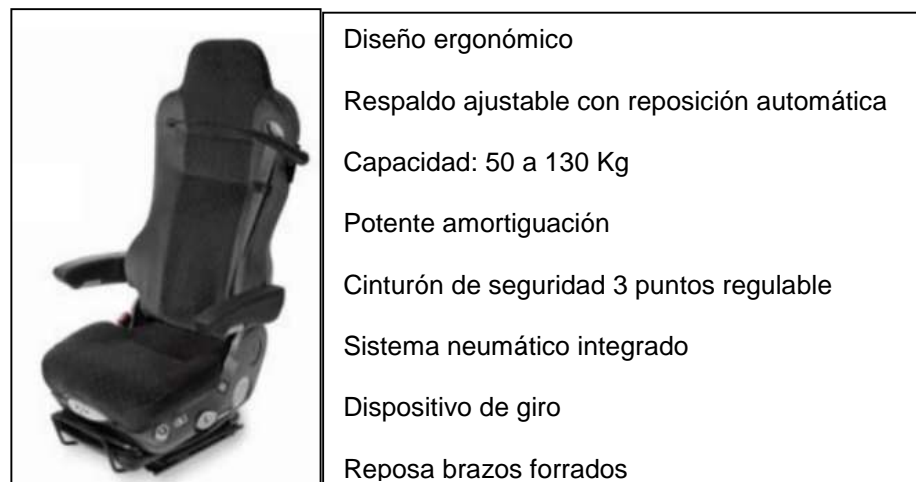 Diseño ergonómico
Respaldo ajustable con reposición automática
Capacidad: 50 a 130 Kg
Potente amortiguación
Cinturón de seguridad 3 puntos regulable
Sistema neumático integrado
Dispositivo de giro
Reposa brazos forrados